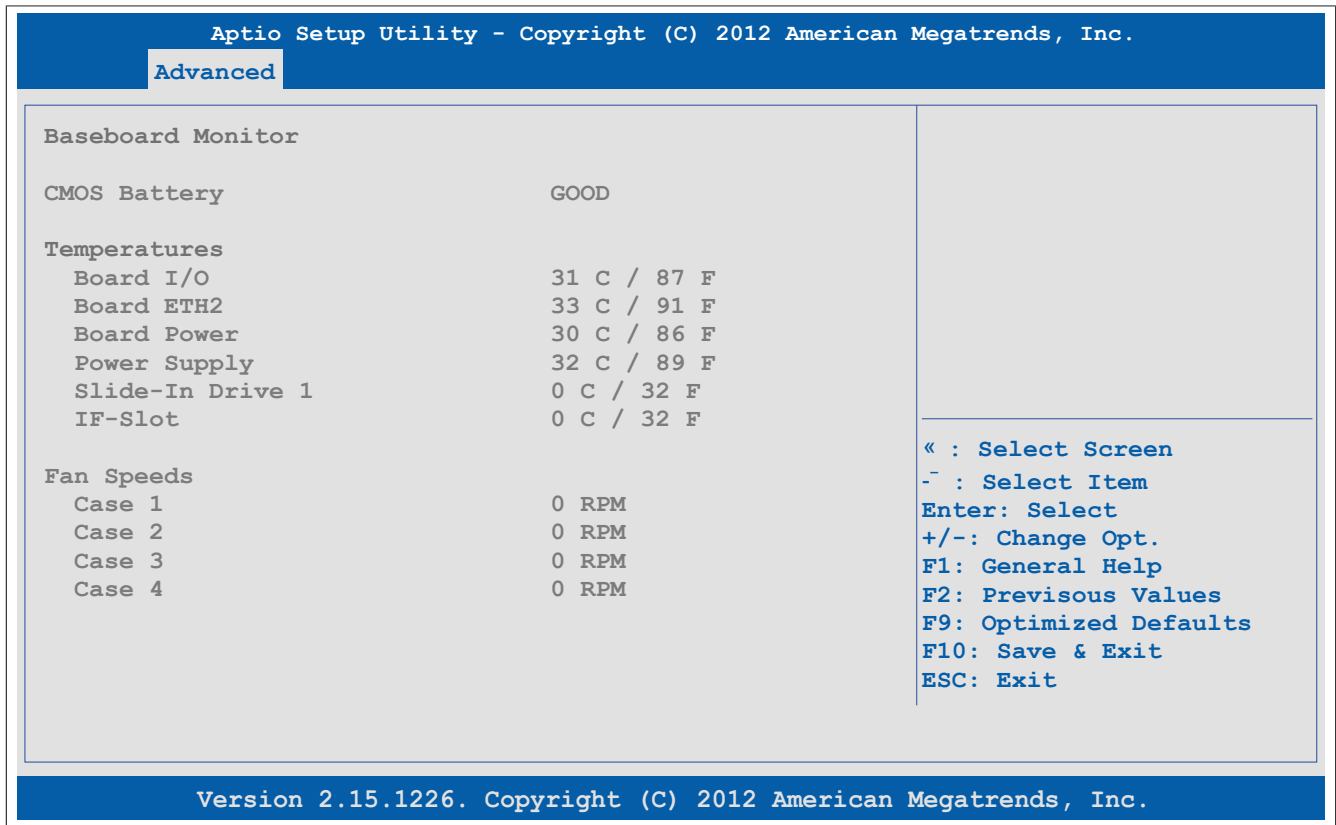 Aptio Setup Utility - Copyright (C) 2012 American Megatrends, Inc.
Advanced
Baseboard Monitor
CMOS Battery GOOD
Temperatures
Board I/O 31 C / 87 F
Board ETH2 33 C / 91 F
Board Power 30 C / 86 F
Power Supply 32 C / 89 F
Slide-In Drive 1 0 C / 32 F
IF-Slot 0 C / 32 F
Fan Speeds
Case 1 0 RPM
Case 2 0 RPM
Case 3 0 RPM
Case 4 0 RPM
« : Select Screen
-¯ : Select Item
Enter: Select
+/-: Change Opt.
F1: General Help
F2: Previsous Values
F9: Optimized Defaults
F10: Save & Exit
ESC: Exit
Version 2.15.1226. Copyright (C) 2012 American Megatrends, Inc.